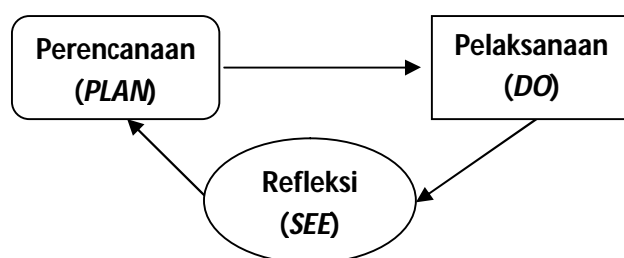 Perencanaan
(PLAN)
Pelaksanaan
(DO)
Refleksi
(SEE)